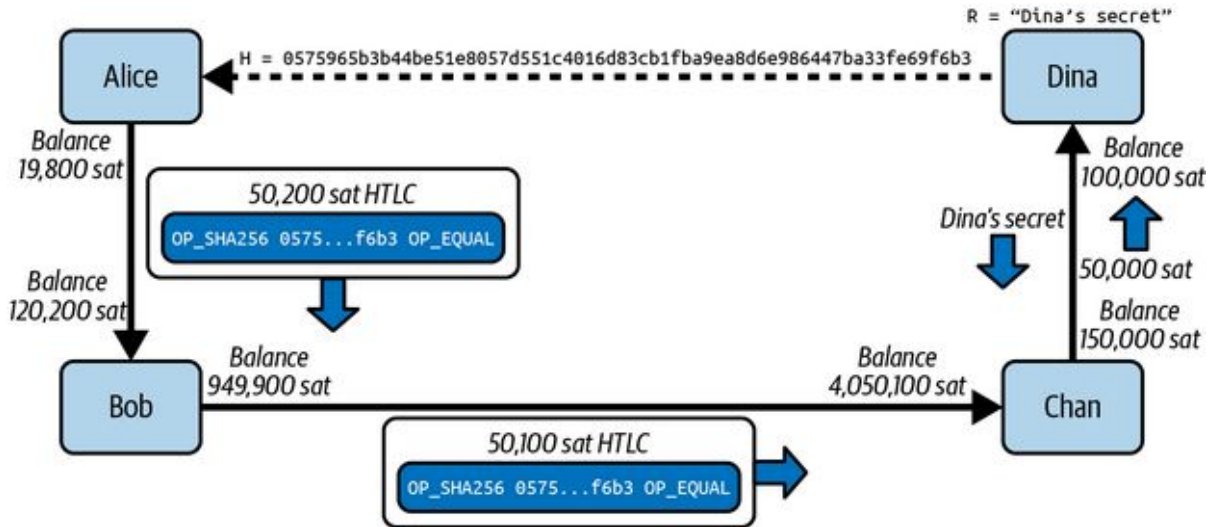 R = “Dina’s secret”
H = 0575965b3b44be51e8057d551c4016d83cb1fba9ea8d6e986447ba33fe69f6b3
Alice
Dina
Balance
19,800 sat
50,200 sat HTLC
OP_SHA256 0575...f6b3 OP_EQUAL
Balance
100,000 sat
Dina’s secret
50,000 sat
Balance
120,200 sat
Balance
150,000 sat
Bob
Balance
949,900 sat
Balance
4,050,100 sat
Chan
50,100 sat HTLC
OP_SHA256 0575...f6b3 OP_EQUAL